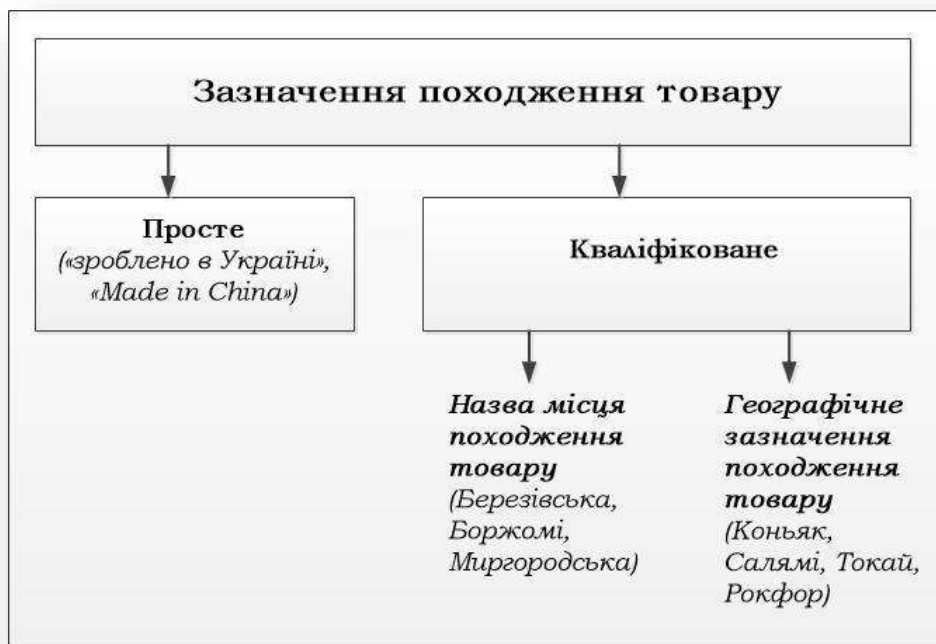 Зазначення походження товару
Просте
(«зроблено в Україні»,
«Made in China»)
Кваліфіковане
Назва місця
походження
товару
(Березівська,
Боржомі,
Миргородська)
Географічне
зазначення
походження
товару
(Коньяк,
Салямі, Токай,
Рокфор)